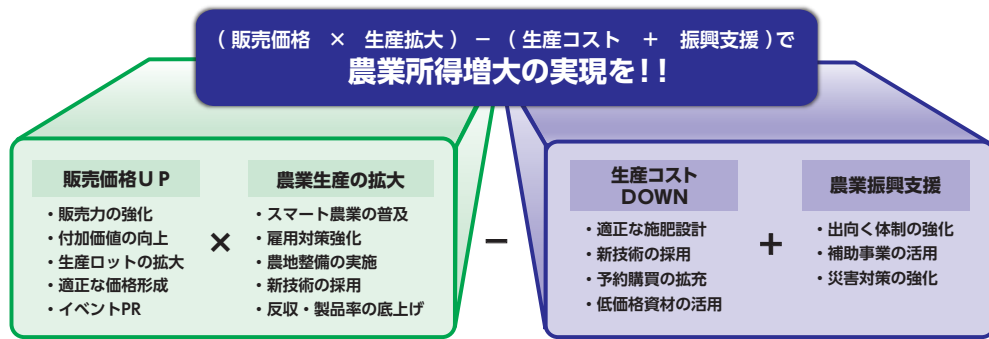 （ 販売価格　×　生産拡大 ）　－　（ 生産コスト　＋　振興支援 ）で
農業所得増大の実現を！！
販売価格ＵＰ
・販売力の強化
・付加価値の向上
・生産ロットの拡大
・適正な価格形成
・イベントPR
×
農業生産の拡大
・スマート農業の普及
・雇用対策強化
・農地整備の実施
・新技術の採用
・反収・製品率の底上げ
－
生産コスト
DOWN
・適正な施肥設計
・新技術の採用
・予約購買の拡充
・低価格資材の活用
＋
農業振興支援
・出向く体制の強化
・補助事業の活用
・災害対策の強化